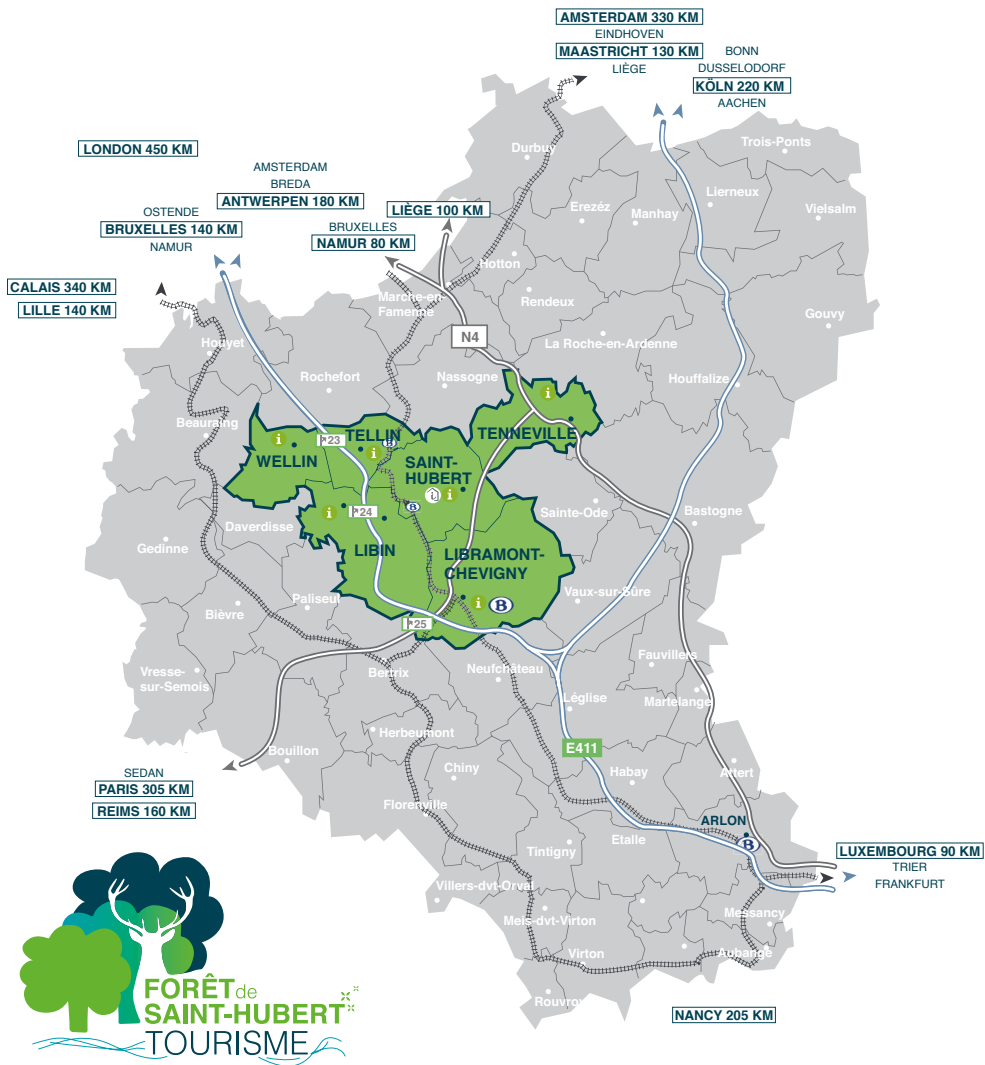 AMSTERDAM 330 KM
EINDHOVEN
MAASTRICHT 130 KM
LIÈGE
BONN
DUSSELODORF
KÖLN 220 KM
AACHEN
LONDON 450 KM
AMSTERDAM
BREDA
ANTWERPEN 180 KM
OSTENDE
BRUXELLES 140 KM
NAMUR
LIÈGE 100 KM
BRUXELLES
NAMUR 80 KM
CALAIS 340 KM
LILLE 140 KM
Durbuy
Trois-Ponts
Erezéz
Manhay
Lierneux
Vielsalm
Hotton
Marche-en-
Famenne
Rendeux
Gouvy
N4
La Roche-en-Ardenne
Houyet
Rochefort
Nassogne
Houffalize
Beauraing
i
i
23
TELLIN
B
i
WELLIN
TENNEVILLE
SAINT-
HUBERT
i
i
24
B
Daverdisse
Sainte-Ode
Bastogne
Gedinne
LIBIN
LIBRAMONT-
CHEVIGNY
i
B
Paliseul
Bièvre
Vaux-sur-Sûre
25
Vresse-
sur-Semois
Bertrix
Neufchâteau
Fauvillers
Léglise
Martelange
Herbeumont
Bouillon
E411
Chiny
Habay
Attert
SEDAN
PARIS 305 KM
REIMS 160 KM
Florenville
Etalle
ARLON
B
Tintigny
LUXEMBOURG 90 KM
TRIER
FRANKFURT
Villers-dvt-Orval
Meis-dvt-Virton
Messancy
Virton
Aubange
Rouvroy
NANCY 205 KM
FORÊT de
SAINT-HUBERT
TOURISME